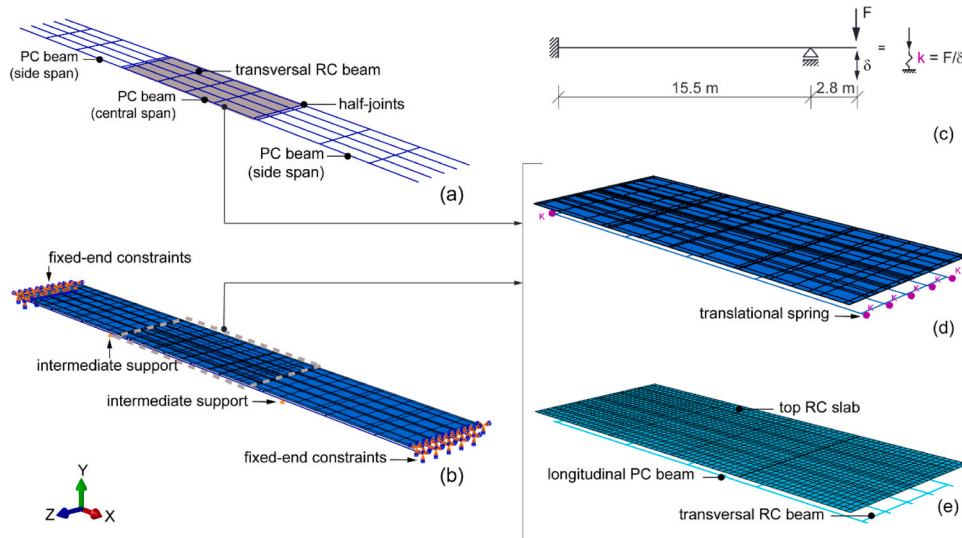 PC beam
(side span)
transversal RC beam
PC beam
(central span)
half-joints
PC beam
(side span)
(a)
F
= k = F/δ
δ
15.5 m
2.8 m
(c)
fixed-end constraints
intermediate support
intermediate support
fixed-end constraints
(b)
Y
Z
X
K
K
K
K
K
K
translational spring
(d)
top RC slab
longitudinal PC beam
transversal RC beam
(e)